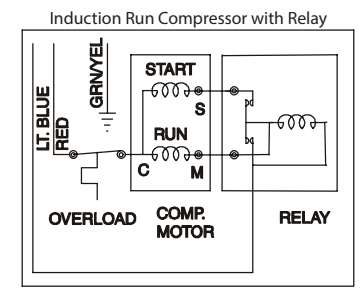 Induction Run Compressor with Relay
LT. BLUE
RED
GRN/YEL
START
S
RUN
C
M
OVERLOAD
COMP.
MOTOR
RELAY